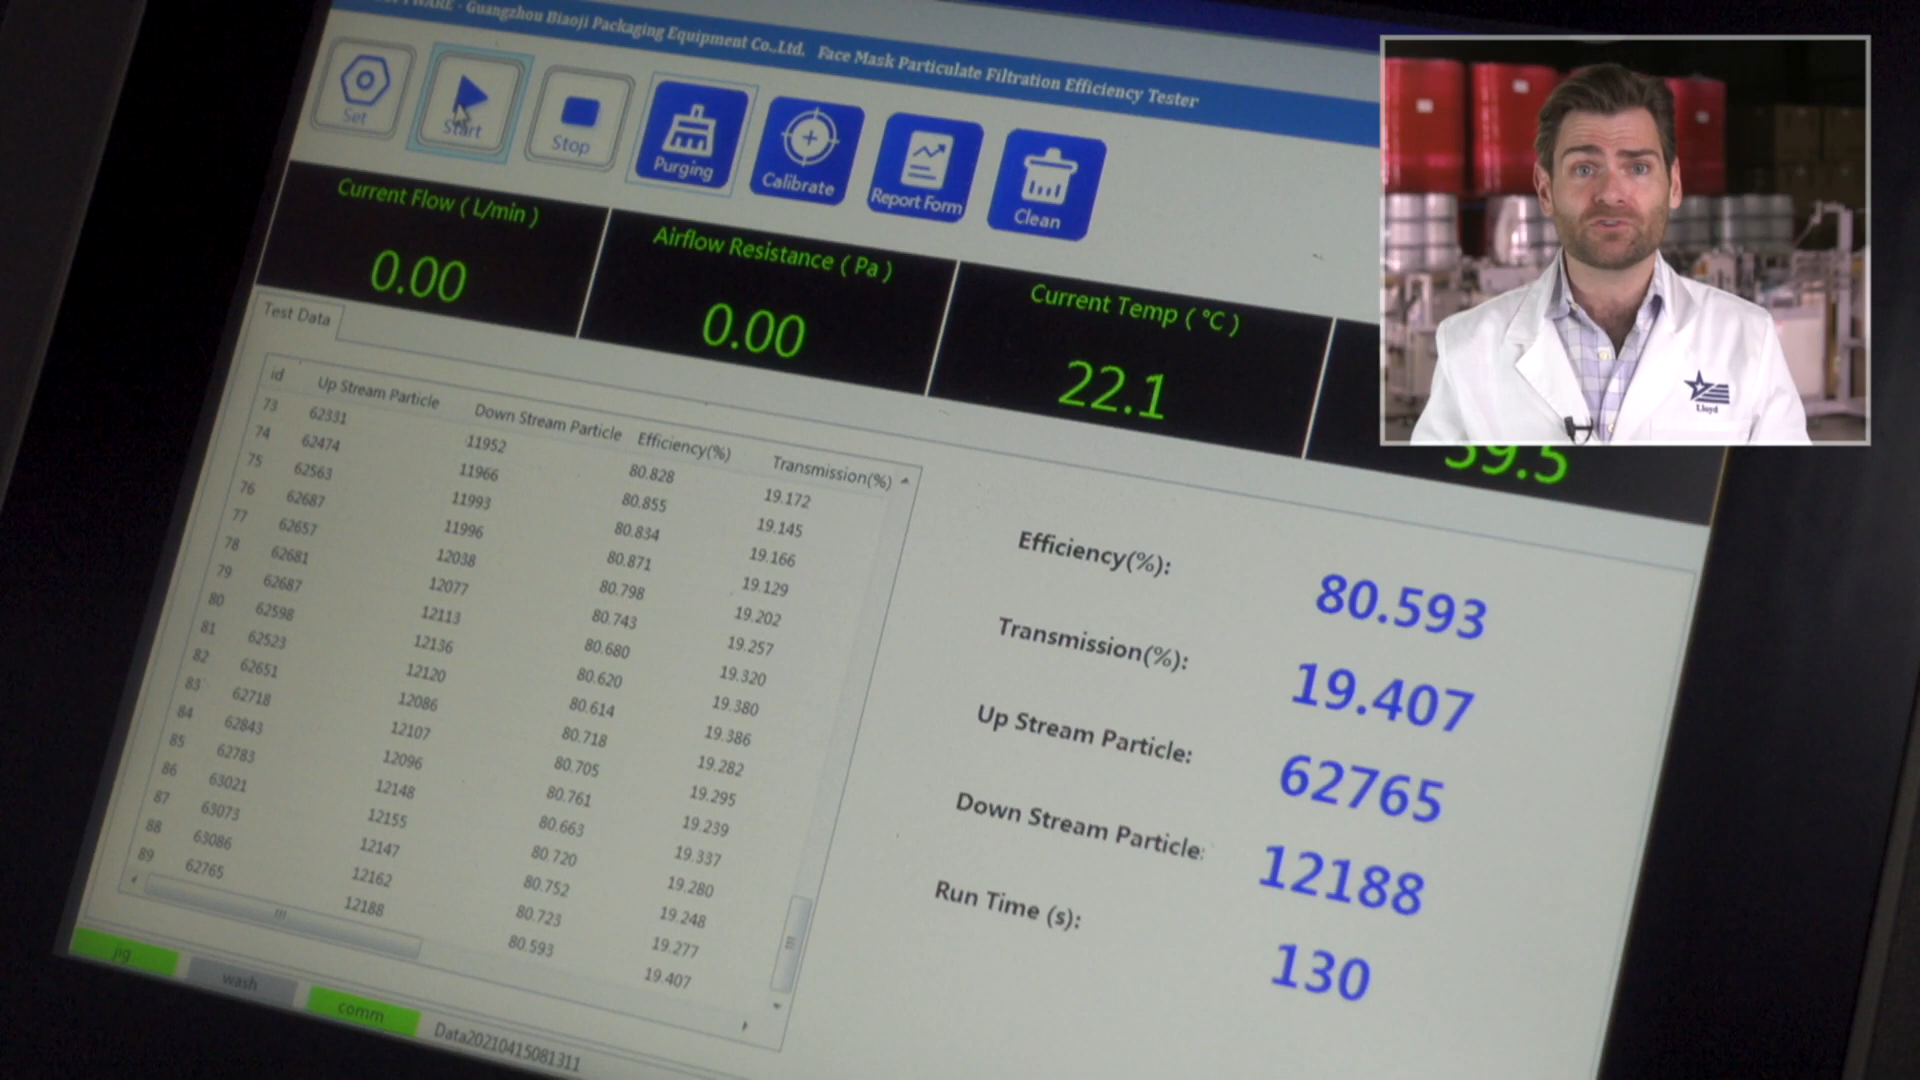 SOFTWARE - Guangzhou Biaoji Packaging Equipment Co.,Ltd. Face Mask Particulate Filtration Efficiency Tester
Set Start Stop Purging Calibrate Report Form Clean
Current Flow ( L/min ) Airflow Resistance ( Pa ) Current Temp ( °C )
0.00 0.00 22.1 59.5
Test Data
id Up Stream Particle Down Stream Particle Efficiency(%) Transmission(%)
73 62331 11952 80.828 19.172
74 62474 11966 80.855 19.145
75 62563 11993 80.834 19.166
76 62687 11996 80.871 19.129
77 62657 12038 80.798 19.202
78 62681 12077 80.743 19.257
79 62687 12113 80.680 19.320
80 62598 12136 80.620 19.380
81 62523 12120 80.614 19.386
82 62651 12086 80.718 19.282
83 62718 12107 80.705 19.295
84 62843 12096 80.761 19.239
85 62783 12148 80.663 19.337
86 63021 12155 80.720 19.280
87 63073 12147 80.752 19.248
88 63086 12162 80.723 19.277
89 62765 12188 80.593 19.407
Efficiency(%): 80.593
Transmission(%): 19.407
Up Stream Particle: 62765
Down Stream Particle: 12188
Run Time (s): 130
jig wash comm Data20210415081311
Lloyd